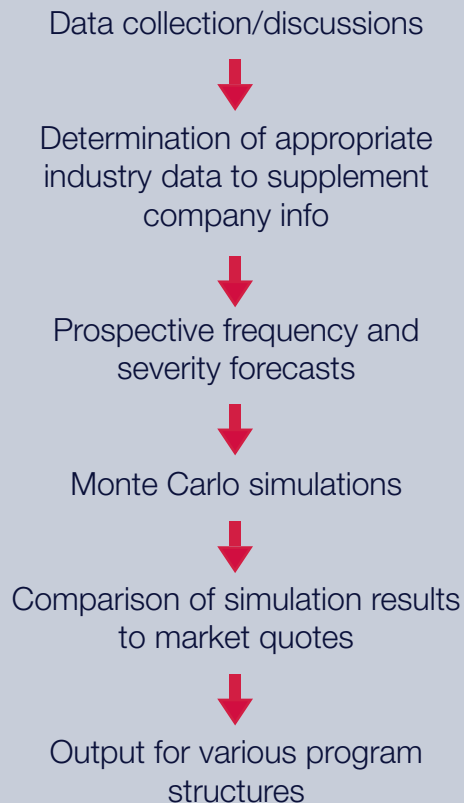 Data collection/discussions
Determination of appropriate
industry data to supplement
company info
Prospective frequency and
severity forecasts
Monte Carlo simulations
Comparison of simulation results
to market quotes
Output for various program
structures